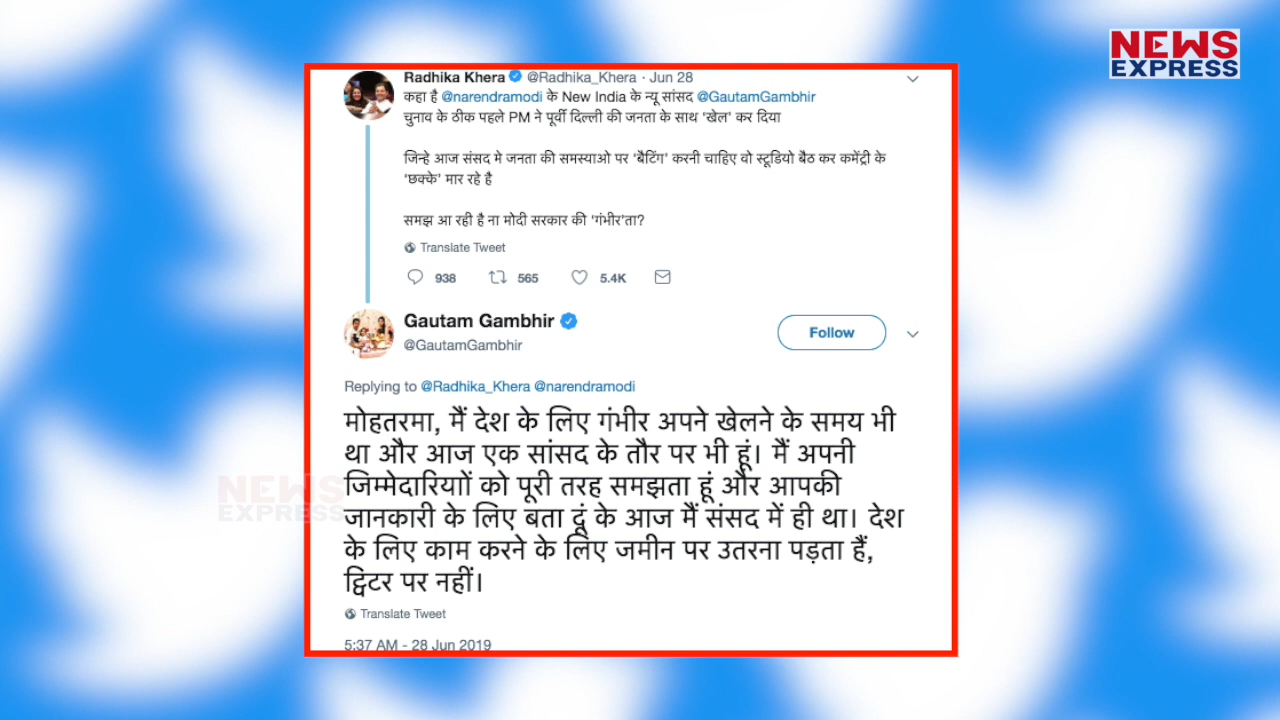 NEWS
EXPRESS
Radhika Khera @Radhika_Khera · Jun 28
कहा है @narendramodi के New India के न्यू सांसद @GautamGambhir
चुनाव के ठीक पहले PM ने पूर्वी दिल्ली की जनता के साथ 'खेल' कर दिया
जिन्हे आज संसद मे जनता की समस्याओ पर 'बैटिंग' करनी चाहिए वो स्टूडियो बैठ कर कमेंट्री के
'छक्के' मार रहे है
समझ आ रही है ना मोदी सरकार की 'गंभीर'ता?
Translate Tweet
938 565 5.4K
Gautam Gambhir
@GautamGambhir
Follow
Replying to @Radhika_Khera @narendramodi
मोहतरमा, मैं देश के लिए गंभीर अपने खेलने के समय भी
था और आज एक सांसद के तौर पर भी हूं। मैं अपनी
जिम्मेदारियाों को पूरी तरह समझता हूं और आपकी
जानकारी के लिए बता दूं के आज मैं संसद में ही था। देश
के लिए काम करने के लिए जमीन पर उतरना पड़ता हैं,
ट्विटर पर नहीं।
NEWS
EXPRESS
Translate Tweet
5:37 AM - 28 Jun 2019